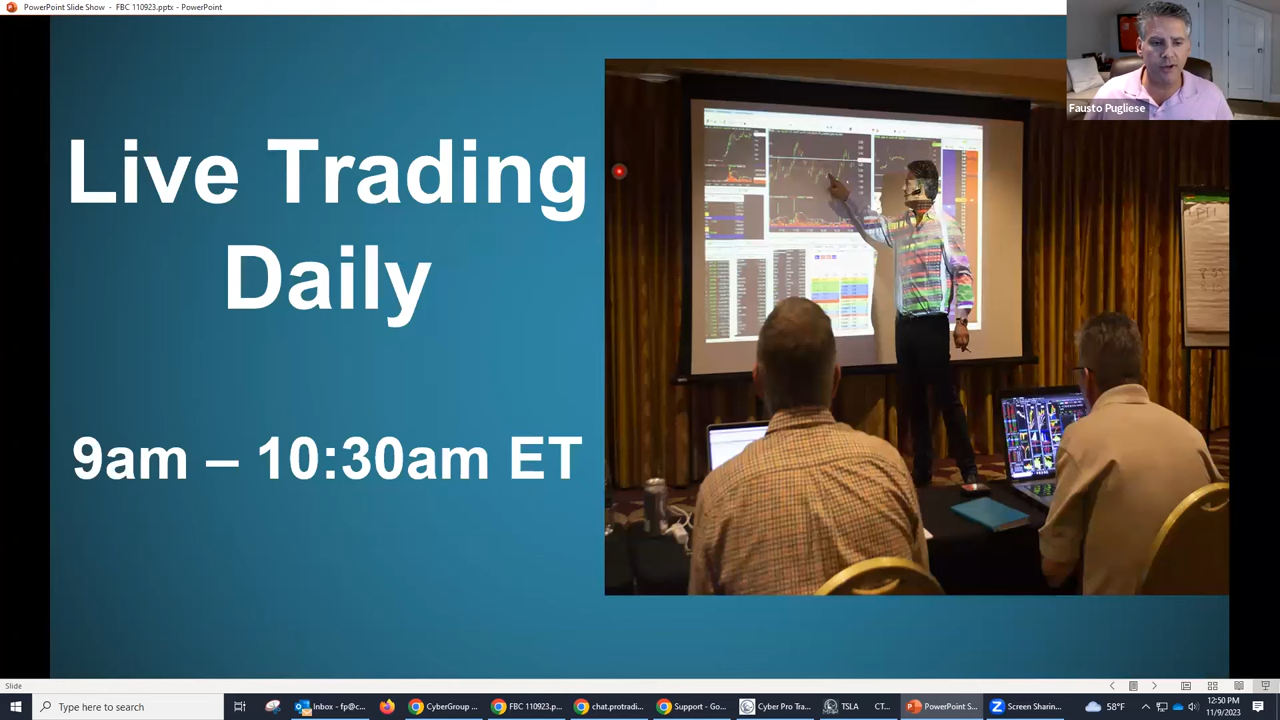 PowerPoint Slide Show - FBC 110923.pptx - PowerPoint
Fausto Pugliese
Live Trading
Daily
9am – 10:30am ET
Slide
Type here to search
Inbox - fp@c...
CyberGroup ...
FBC 110923.p...
chat.protradi...
Support - Go...
Cyber Pro Tra...
TSLA CT...
PowerPoint S...
Screen Sharin...
58°F
12:50 PM
11/9/2023